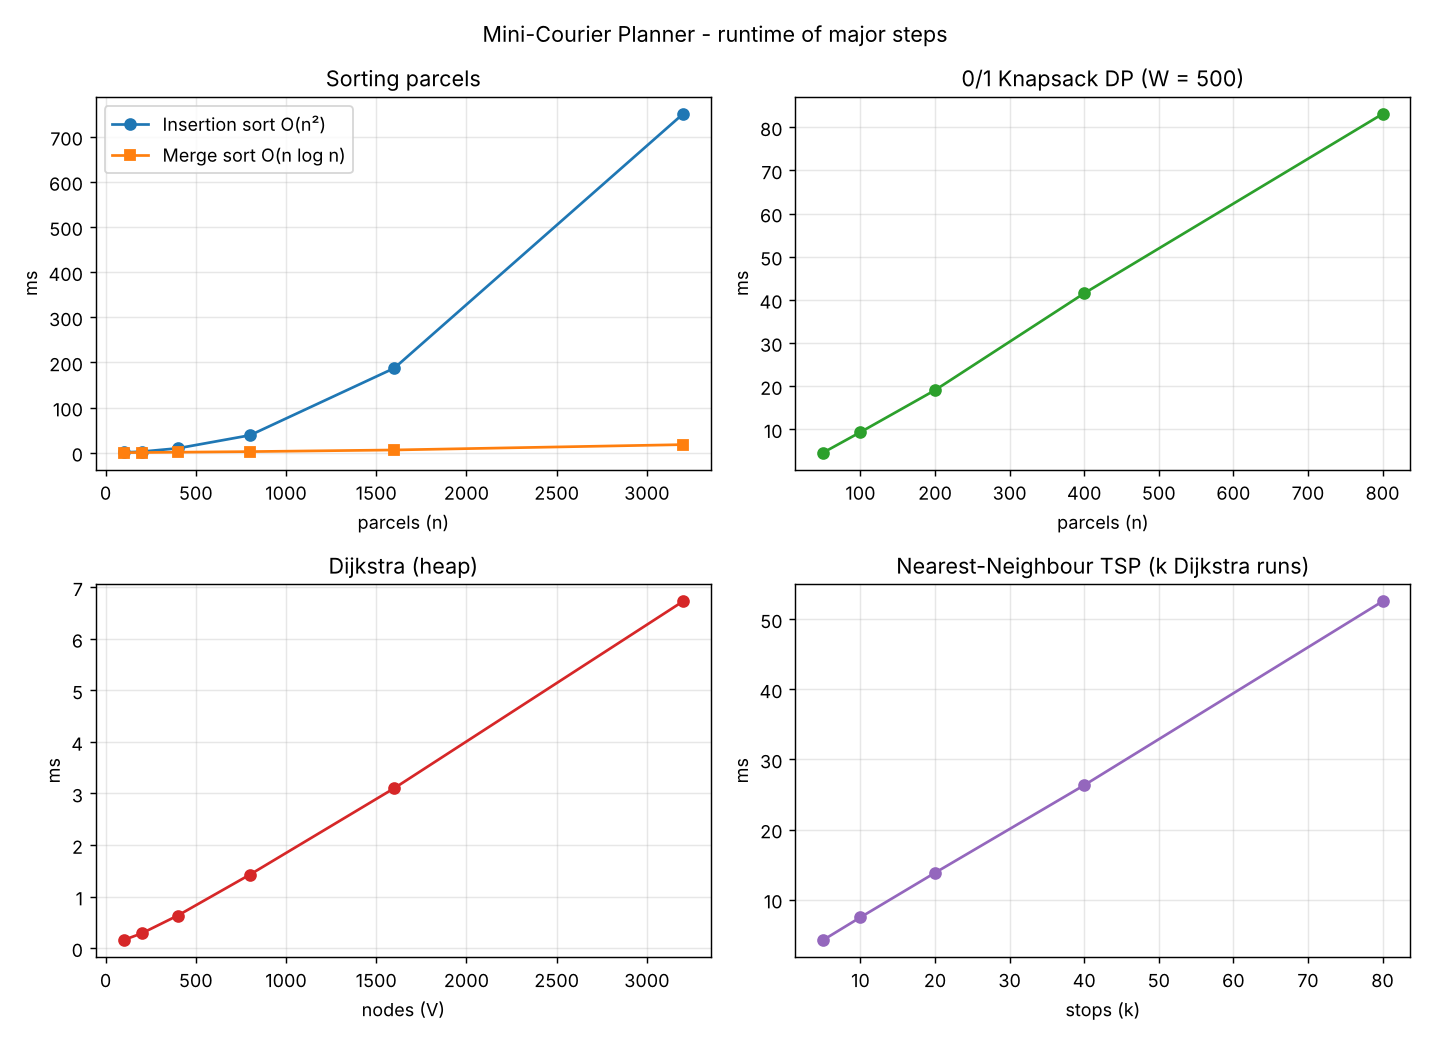 Mini-Courier Planner - runtime of major steps
Sorting parcels
Insertion sort O(n²)
Merge sort O(n log n)
700
600
500
400
300
200
100
0
ms
0 500 1000 1500 2000 2500 3000
parcels (n)
0/1 Knapsack DP (W = 500)
80
70
60
50
40
30
20
10
ms
100 200 300 400 500 600 700 800
parcels (n)
Dijkstra (heap)
7
6
5
4
3
2
1
0
ms
0 500 1000 1500 2000 2500 3000
nodes (V)
Nearest-Neighbour TSP (k Dijkstra runs)
50
40
30
20
10
ms
10 20 30 40 50 60 70 80
stops (k)